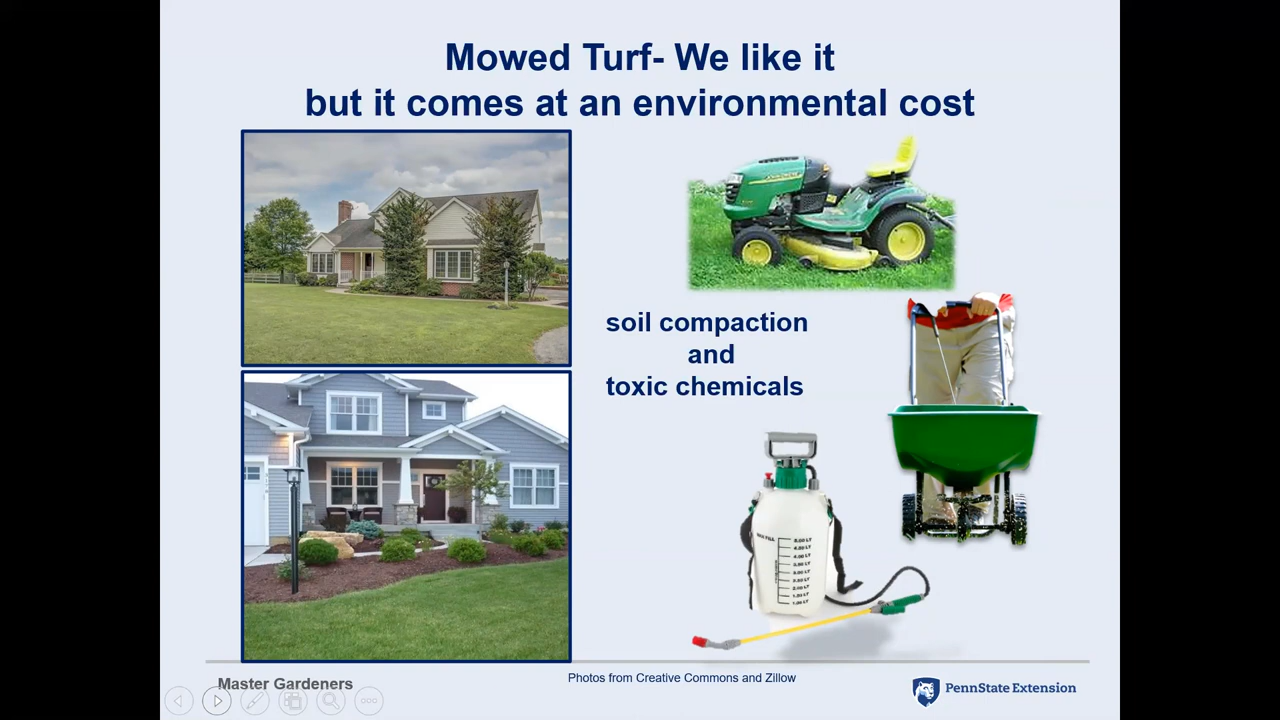 Mowed Turf- We like it
but it comes at an environmental cost
soil compaction
and
toxic chemicals
Photos from Creative Commons and Zillow
Master Gardeners
PennState Extension